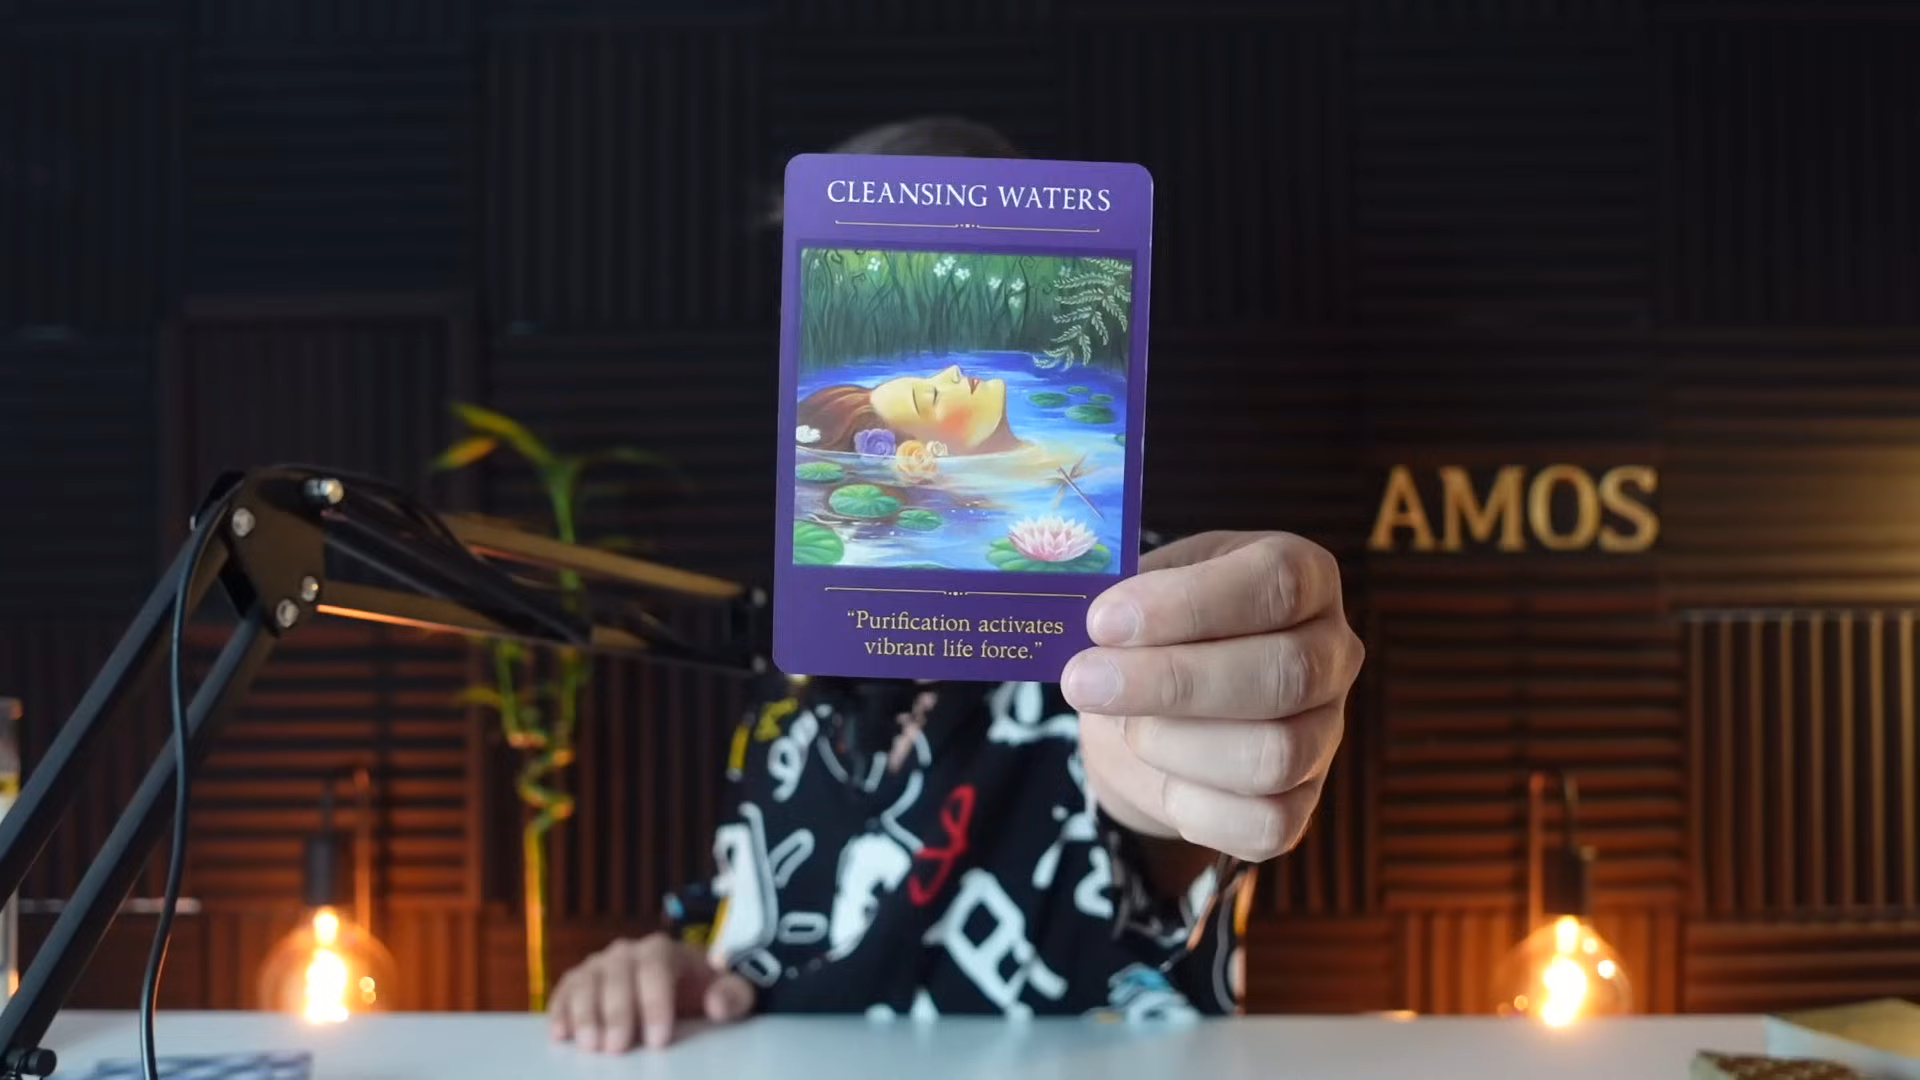 CLEANSING WATERS
“Purification activates
vibrant life force.”
AMOS